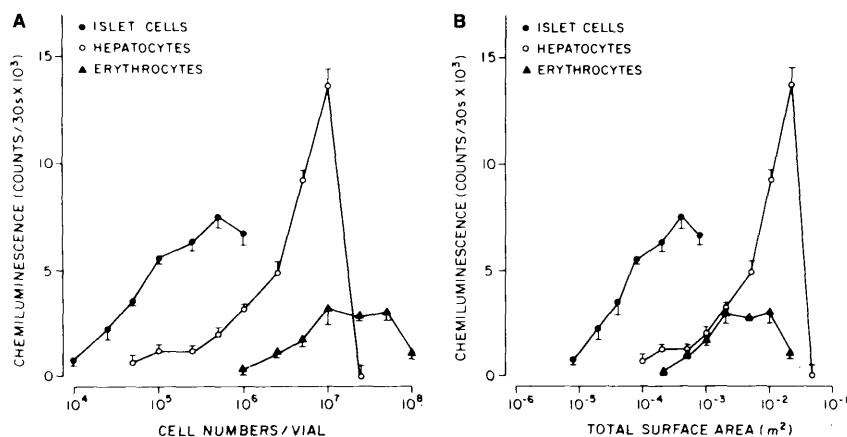 A
● ISLET CELLS
○ HEPATOCYTES
▲ ERYTHROCYTES
CHEMILUMINESCENCE (COUNTS/30s X 10³)
15
10
5
0
10⁴ 10⁵ 10⁶ 10⁷ 10⁸
CELL NUMBERS/VIAL
B
● ISLET CELLS
○ HEPATOCYTES
▲ ERYTHROCYTES
CHEMILUMINESCENCE (COUNTS/30s X 10³)
15
10
5
0
10⁻⁶ 10⁻⁵ 10⁻⁴ 10⁻³ 10⁻² 10⁻¹
TOTAL SURFACE AREA (m²)